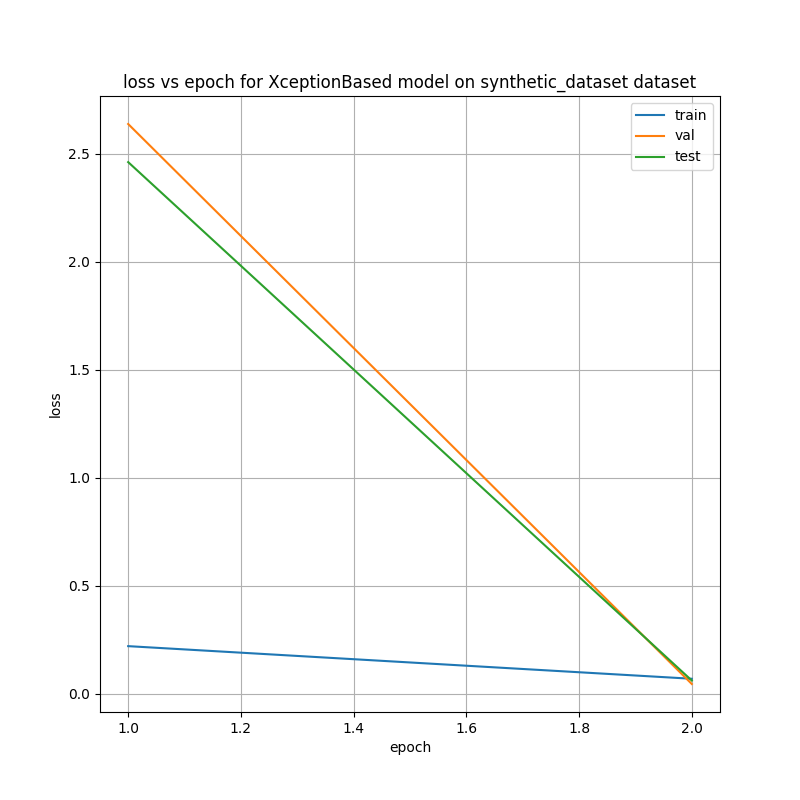 loss vs epoch for XceptionBased model on synthetic_dataset dataset
train
val
test
2.5
2.0
1.5
1.0
0.5
0.0
loss
1.0 1.2 1.4 1.6 1.8 2.0
epoch